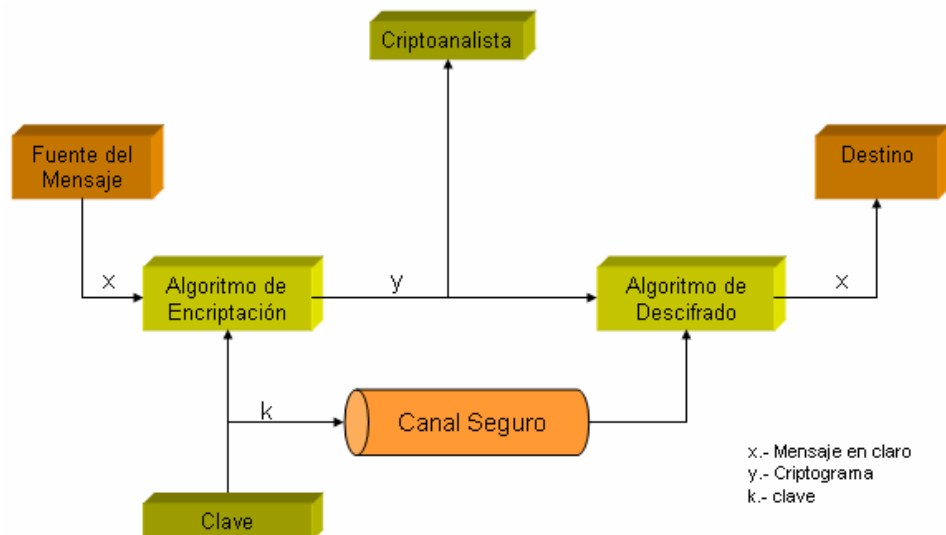 Criptoanalista
Fuente del
Mensaje
Destino
x
Algoritmo de
Encriptación
y
Algoritmo de
Descifrado
x
k
Canal Seguro
x.- Mensaje en claro
y.- Criptograma
k.- clave
Clave